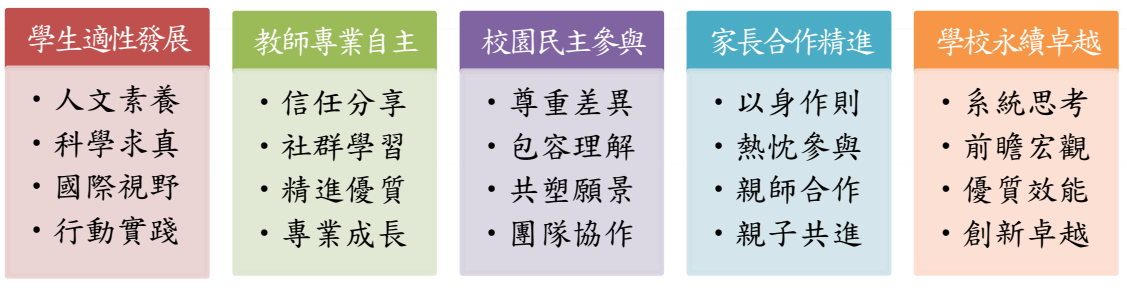 學生適性發展
・人文素養
・科學求真
・國際視野
・行動實踐
教師專業自主
・信任分享
・社群學習
・精進優質
・專業成長
校園民主參與
・尊重差異
・包容理解
・共塑願景
・團隊協作
家長合作精進
・以身作則
・熱忱參與
・親師合作
・親子共進
學校永續卓越
・系統思考
・前瞻宏觀
・優質效能
・創新卓越